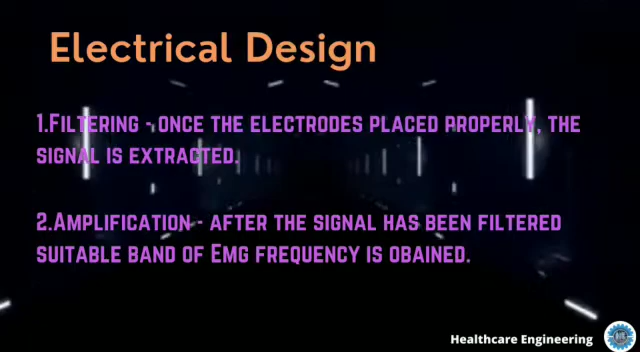 Electrical Design
1.Filtering - once the electrodes placed properly, the
signal is extracted.
2.Amplification - after the signal has been filtered
suitable band of Emg frequency is obained.
Healthcare Engineering